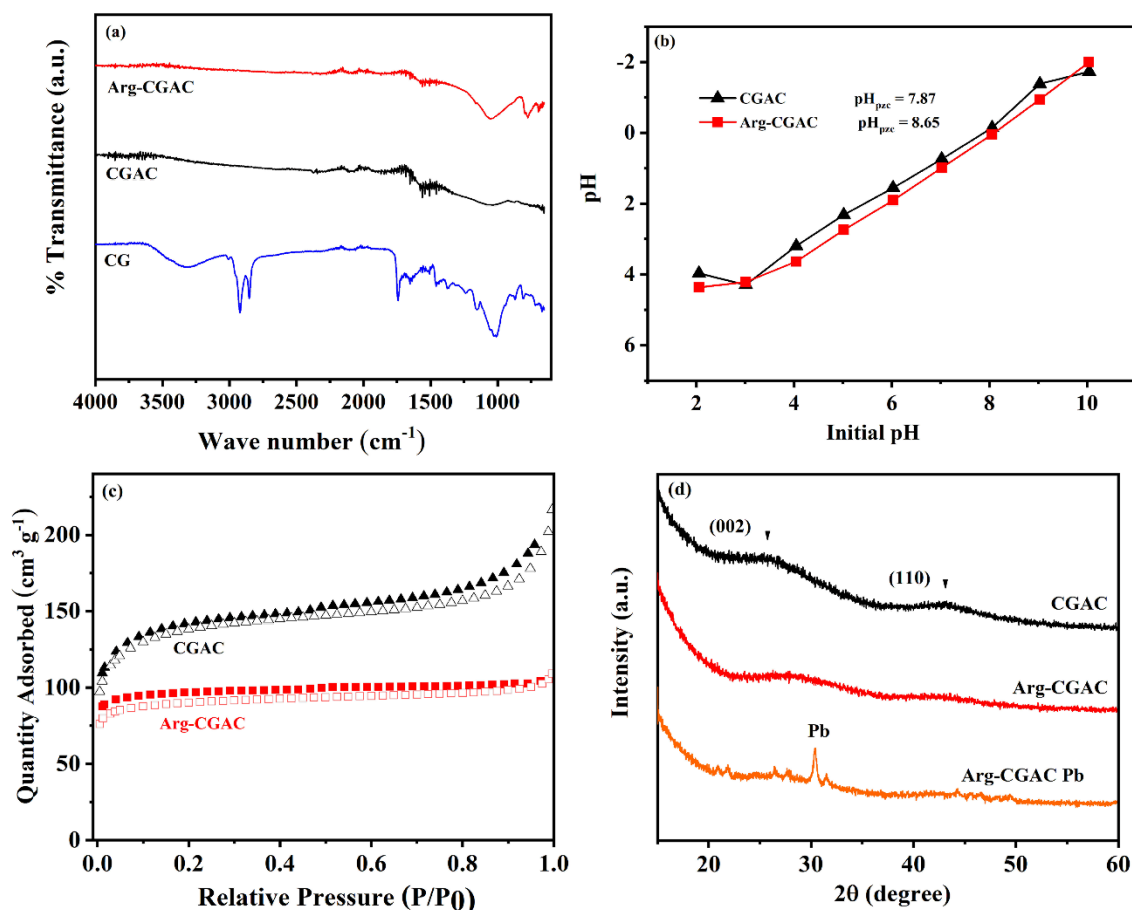 (a)
% Transmittance (a.u.)
Arg-CGAC
CGAC
CG
4000 3500 3000 2500 2000 1500 1000
Wave number (cm⁻¹)
(b)
pH
-2
0
2
4
6
CGAC pHpzc = 7.87
Arg-CGAC pHpzc = 8.65
2 4 6 8 10
Initial pH
(c)
Quantity Adsorbed (cm³ g⁻¹)
200
150
100
75
50
25
0
CGAC
Arg-CGAC
0.0 0.2 0.4 0.6 0.8 1.0
Relative Pressure (P/P0)
(d)
Intensity (a.u.)
(002)
(110)
CGAC
Arg-CGAC
Pb
Arg-CGAC Pb
20 30 40 50 60
2θ (degree)